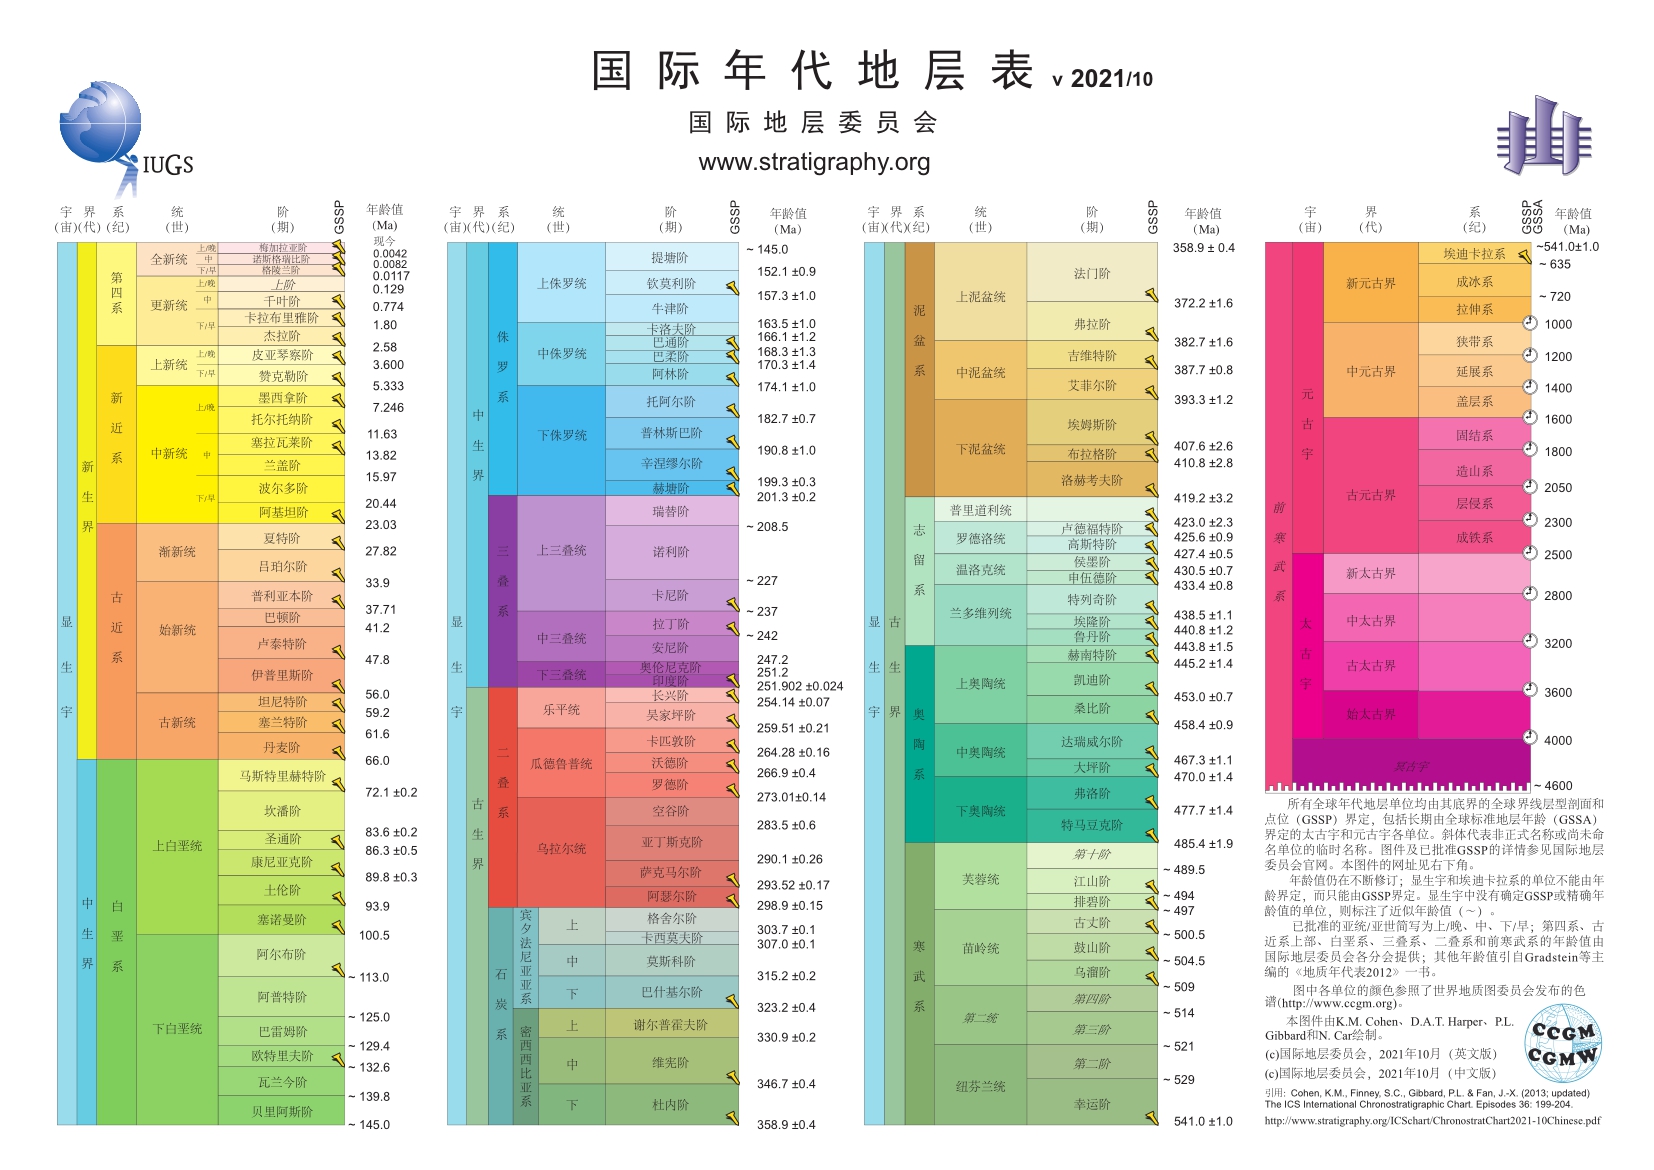 国际年代地层表 v 2021/10
国际地层委员会
www.stratigraphy.org
IUGS
宇(宙) 界(代) 系(纪) 统(世) 阶(期) GSSP 年龄值(Ma)
显生宇
新生界
第四系
全新统 上/晚 梅加拉亚阶 现今
中 诺斯格瑞比阶 0.0042
下/早 格陵兰阶 0.0082
0.0117
更新统 上/晚 上阶
0.129
中 千叶阶
0.774
下/早 卡拉布里雅阶
1.80
杰拉阶
2.58
新近系
上新统 上/晚 皮亚琴察阶
3.600
下/早 赞克勒阶
5.333
中新统 上/晚 墨西拿阶
7.246
托尔托纳阶
11.63
中 塞拉瓦莱阶
13.82
兰盖阶
15.97
下/早 波尔多阶
20.44
阿基坦阶
23.03
古近系
渐新统 夏特阶
27.82
吕珀尔阶
33.9
始新统 普利亚本阶
37.71
巴顿阶
41.2
卢泰特阶
47.8
伊普里斯阶
56.0
古新统 坦尼特阶
59.2
塞兰特阶
61.6
丹麦阶
66.0
中生界
白垩系
上白垩统 马斯特里赫特阶
72.1 ±0.2
坎潘阶
83.6 ±0.2
圣通阶
86.3 ±0.5
康尼亚克阶
89.8 ±0.3
土伦阶
93.9
塞诺曼阶
100.5
下白垩统 阿尔布阶
~ 113.0
阿普特阶
~ 125.0
巴雷姆阶
~ 129.4
欧特里夫阶
~ 132.6
瓦兰今阶
~ 139.8
贝里阿斯阶
~ 145.0
宇(宙) 界(代) 系(纪) 统(世) 阶(期) GSSP 年龄值(Ma)
显生宇
中生界
侏罗系
~ 145.0
上侏罗统 提塘阶
152.1 ±0.9
钦莫利阶
157.3 ±1.0
牛津阶
163.5 ±1.0
中侏罗统 卡洛夫阶
166.1 ±1.2
巴通阶
168.3 ±1.3
巴柔阶
170.3 ±1.4
阿林阶
174.1 ±1.0
下侏罗统 托阿尔阶
182.7 ±0.7
普林斯巴阶
190.8 ±1.0
辛涅缪尔阶
199.3 ±0.3
赫塘阶
201.3 ±0.2
三叠系
上三叠统 瑞替阶
~ 208.5
诺利阶
~ 227
卡尼阶
~ 237
中三叠统 拉丁阶
~ 242
安尼阶
247.2
下三叠统 奥伦尼克阶
251.2
印度阶
251.902 ±0.024
古生界
二叠系
乐平统 长兴阶
254.14 ±0.07
吴家坪阶
259.51 ±0.21
瓜德鲁普统 卡匹敦阶
264.28 ±0.16
沃德阶
266.9 ±0.4
罗德阶
273.01±0.14
乌拉尔统 空谷阶
283.5 ±0.6
亚丁斯克阶
290.1 ±0.26
萨克马尔阶
293.52 ±0.17
阿瑟尔阶
298.9 ±0.15
石炭系
宾夕法尼亚亚系
上 格舍尔阶
303.7 ±0.1
卡西莫夫阶
307.0 ±0.1
中 莫斯科阶
315.2 ±0.2
下 巴什基尔阶
323.2 ±0.4
密西西比亚系
上 谢尔普霍夫阶
330.9 ±0.2
中 维宪阶
346.7 ±0.4
下 杜内阶
358.9 ±0.4
宇(宙) 界(代) 系(纪) 统(世) 阶(期) GSSP 年龄值(Ma)
显生宇
古生界
泥盆系
358.9 ± 0.4
上泥盆统 法门阶
372.2 ±1.6
弗拉阶
382.7 ±1.6
中泥盆统 吉维特阶
387.7 ±0.8
艾菲尔阶
393.3 ±1.2
下泥盆统 埃姆斯阶
407.6 ±2.6
布拉格阶
410.8 ±2.8
洛赫考夫阶
419.2 ±3.2
志留系
普里道利统
423.0 ±2.3
罗德洛统 卢德福特阶
425.6 ±0.9
高斯特阶
427.4 ±0.5
温洛克统 侯墨阶
430.5 ±0.7
申伍德阶
433.4 ±0.8
兰多维列统 特列奇阶
438.5 ±1.1
埃隆阶
440.8 ±1.2
鲁丹阶
443.8 ±1.5
奥陶系
上奥陶统 赫南特阶
445.2 ±1.4
凯迪阶
453.0 ±0.7
桑比阶
458.4 ±0.9
中奥陶统 达瑞威尔阶
467.3 ±1.1
大坪阶
470.0 ±1.4
下奥陶统 弗洛阶
477.7 ±1.4
特马豆克阶
485.4 ±1.9
寒武系
芙蓉统 第十阶
~ 489.5
江山阶
~ 494
排碧阶
~ 497
苗岭统 古丈阶
~ 500.5
鼓山阶
~ 504.5
乌溜阶
~ 509
第二统 第四阶
~ 514
第三阶
~ 521
纽芬兰统 第二阶
~ 529
幸运阶
541.0 ±1.0
宇(宙) 界(代) 系(纪) GSSP GSSA 年龄值(Ma)
前寒武系
元古宇
~541.0±1.0
新元古界 埃迪卡拉系
~ 635
成冰系
~ 720
拉伸系
1000
中元古界 狭带系
1200
延展系
1400
盖层系
1600
古元古界 固结系
1800
造山系
2050
层侵系
2300
成铁系
2500
太古宇
新太古界
2800
中太古界
3200
古太古界
3600
始太古界
4000
冥古宇
~ 4600
所有全球年代地层单位均由其底界的全球界线层型剖面和
点位（GSSP）界定，包括长期由全球标准地层年龄（GSSA）
界定的太古宇和元古宇各单位。斜体代表非正式名称或尚未命
名单位的临时名称。图件及已批准GSSP的详情参见国际地层
委员会官网。本图件的网址见右下角。
年龄值仍在不断修订；显生宇和埃迪卡拉系的单位不能由年
龄界定，而只能由GSSP界定。显生宇中没有确定GSSP或精确年
龄值的单位，则标注了近似年龄值（～）。
已批准的亚统/亚世简写为上/晚、中、下/早；第四系、古
近系上部、白垩系、三叠系、二叠系和前寒武系的年龄值由
国际地层委员会各分会提供；其他年龄值引自Gradstein等主
编的《地质年代表2012》一书。
图中各单位的颜色参照了世界地质图委员会发布的色
谱(http://www.ccgm.org)。
本图件由K.M. Cohen、D.A.T. Harper、P.L.
Gibbard和N. Car绘制。
(c)国际地层委员会，2021年10月（英文版）
(c)国际地层委员会，2021年10月（中文版）
CCGM
CGMW
引用: Cohen, K.M., Finney, S.C., Gibbard, P.L. & Fan, J.-X. (2013; updated)
The ICS International Chronostratigraphic Chart. Episodes 36: 199-204.
http://www.stratigraphy.org/ICSchart/ChronostratChart2021-10Chinese.pdf